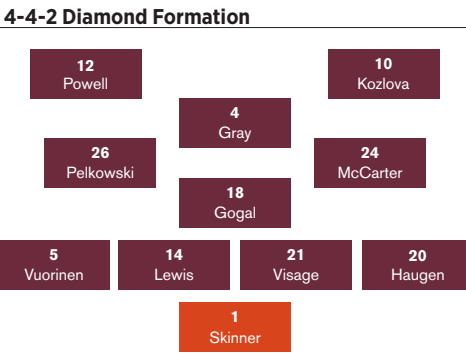 4-4-2 Diamond Formation
12
Powell
10
Kozlova
4
Gray
26
Pelkowski
24
McCarter
18
Gogal
5
Vuorinen
14
Lewis
21
Visage
20
Haugen
1
Skinner